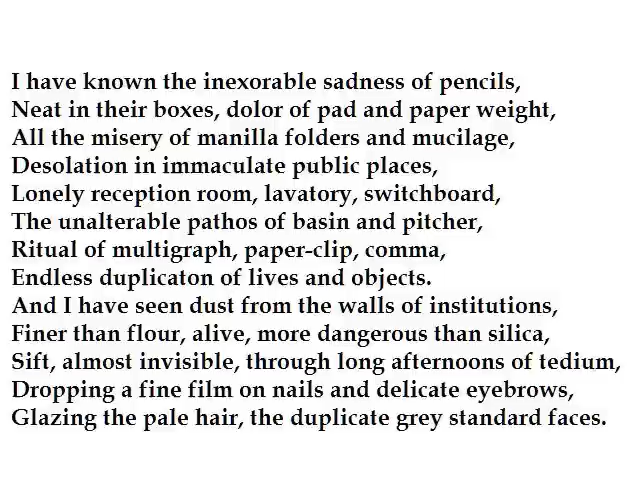 I have known the inexorable sadness of pencils,
Neat in their boxes, dolor of pad and paper weight,
All the misery of manilla folders and mucilage,
Desolation in immaculate public places,
Lonely reception room, lavatory, switchboard,
The unalterable pathos of basin and pitcher,
Ritual of multigraph, paper-clip, comma,
Endless duplicaton of lives and objects.
And I have seen dust from the walls of institutions,
Finer than flour, alive, more dangerous than silica,
Sift, almost invisible, through long afternoons of tedium,
Dropping a fine film on nails and delicate eyebrows,
Glazing the pale hair, the duplicate grey standard faces.